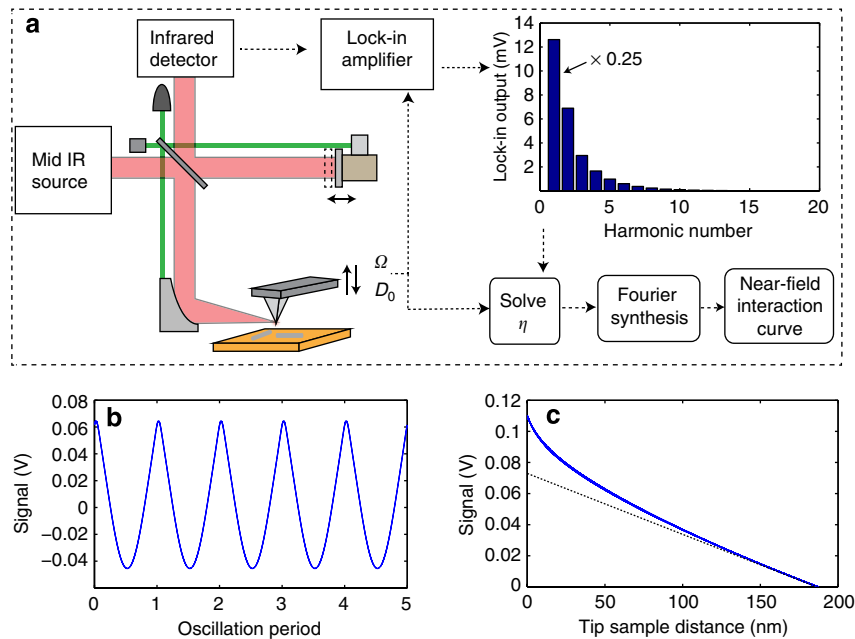 a
Infrared
detector
Lock-in
amplifier
Mid IR
source
Ω
D0
Lock-in output (mV)
14
12
10
8
6
4
2
× 0.25
0 5 10 15 20
Harmonic number
Solve
η
Fourier
synthesis
Near-field
interaction
curve
b
Signal (V)
0.08
0.06
0.04
0.02
0
−0.02
−0.04
0 1 2 3 4 5
Oscillation period
c
Signal (V)
0.12
0.1
0.08
0.06
0.04
0.02
0
0 50 100 150 200
Tip sample distance (nm)